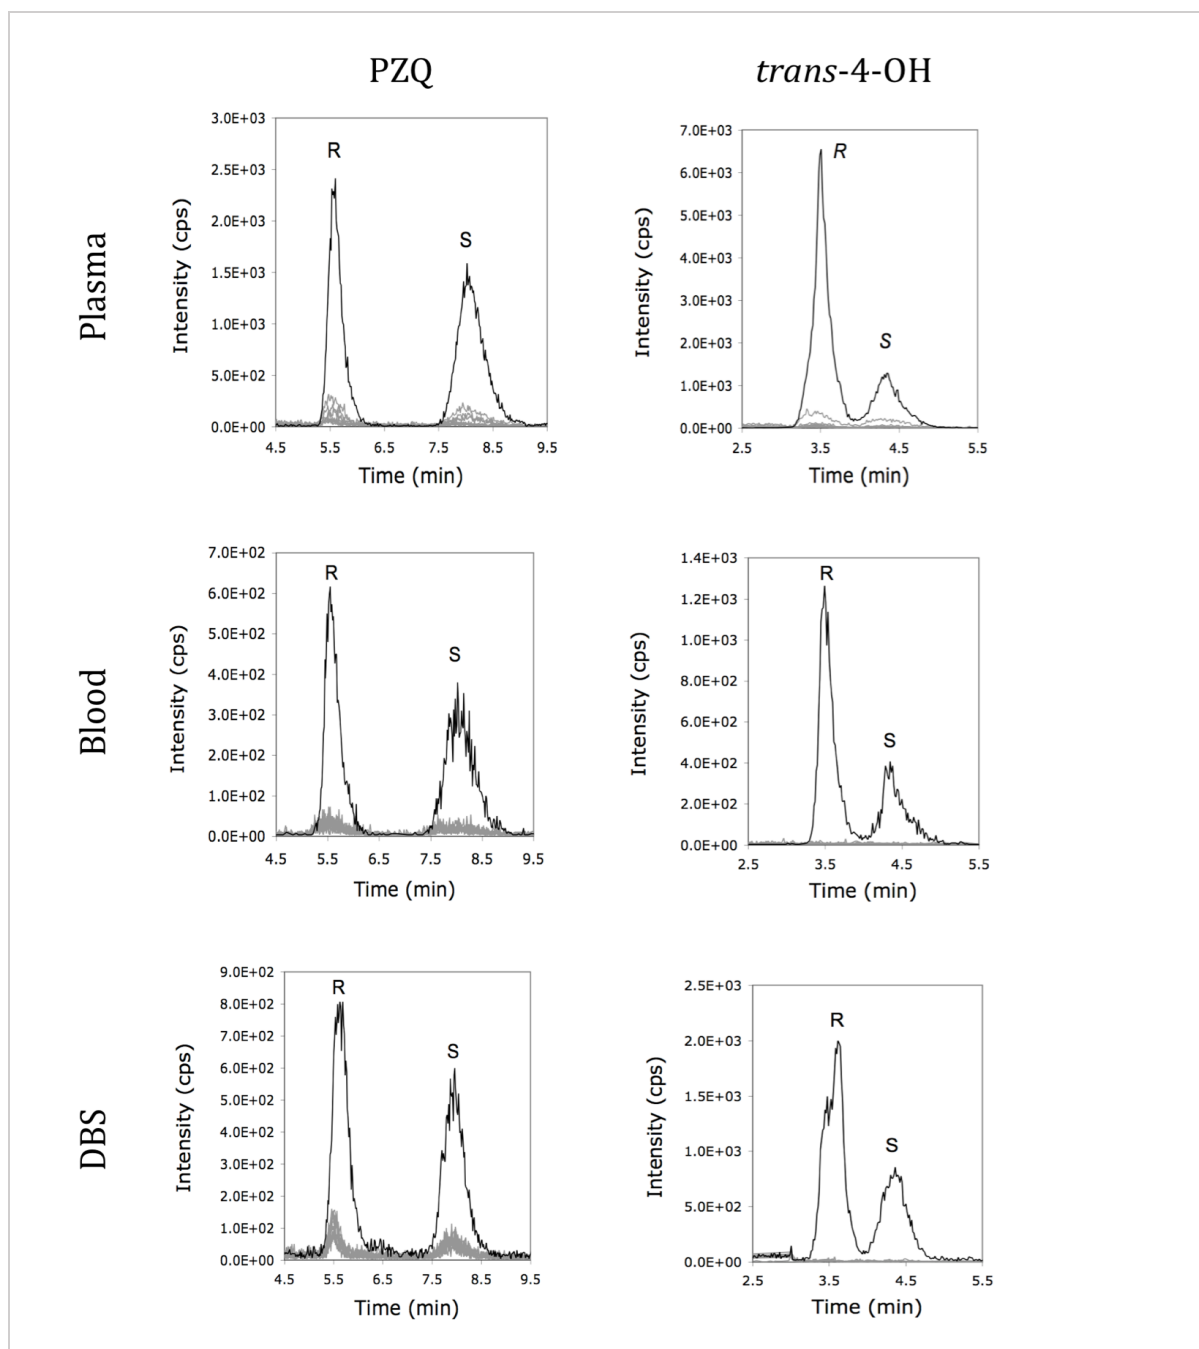 PZQ
trans-4-OH
Plasma
Intensity (cps)
3.0E+03
2.5E+03
2.0E+03
1.5E+03
1.0E+03
5.0E+02
0.0E+00
R
S
4.5 5.5 6.5 7.5 8.5 9.5
Time (min)
Intensity (cps)
7.0E+03
6.0E+03
5.0E+03
4.0E+03
3.0E+03
2.0E+03
1.0E+03
0.0E+00
R
S
2.5 3.5 4.5 5.5
Time (min)
Blood
Intensity (cps)
7.0E+02
6.0E+02
5.0E+02
4.0E+02
3.0E+02
2.0E+02
1.0E+02
0.0E+00
R
S
4.5 5.5 6.5 7.5 8.5 9.5
Time (min)
Intensity (cps)
1.4E+03
1.2E+03
1.0E+03
8.0E+02
6.0E+02
4.0E+02
2.0E+02
0.0E+00
R
S
2.5 3.5 4.5 5.5
Time (min)
DBS
Intensity (cps)
9.0E+02
8.0E+02
7.0E+02
6.0E+02
5.0E+02
4.0E+02
3.0E+02
2.0E+02
1.0E+02
0.0E+00
R
S
4.5 5.5 6.5 7.5 8.5 9.5
Time (min)
Intensity (cps)
2.5E+03
2.0E+03
1.5E+03
1.0E+03
5.0E+02
0.0E+00
R
S
2.5 3.5 4.5 5.5
Time (min)